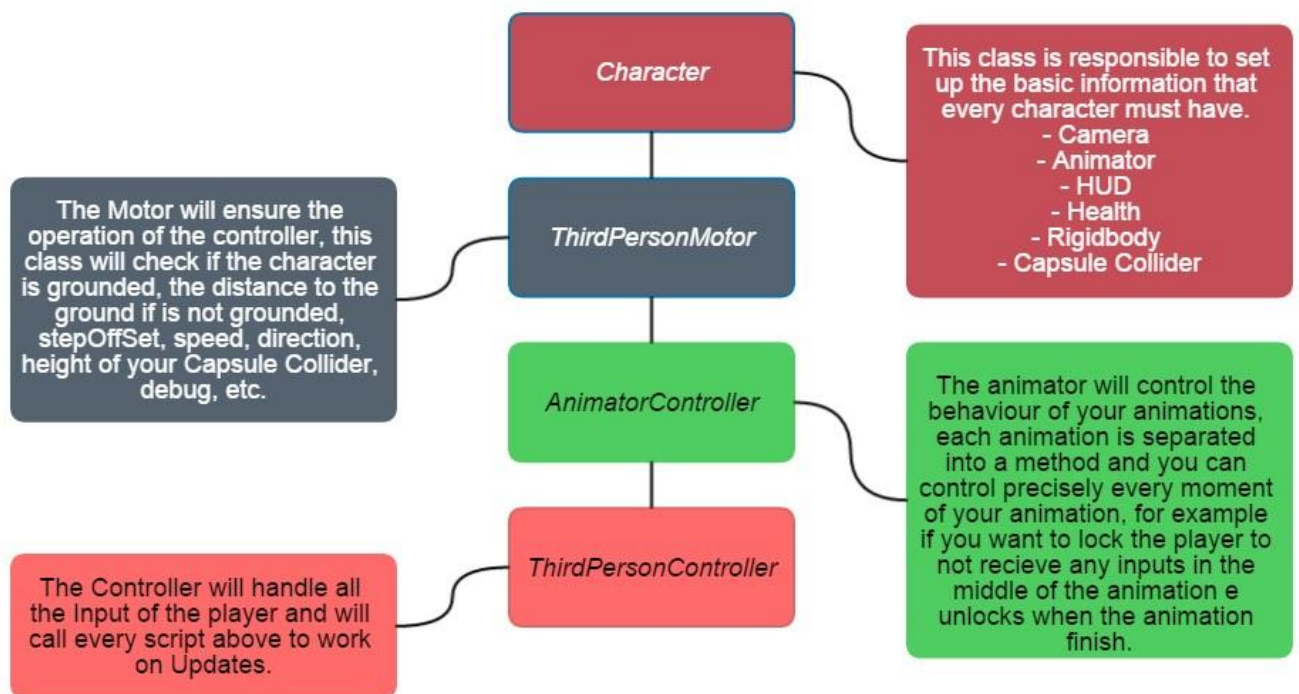 Character
This class is responsible to set
up the basic information that
every character must have.
- Camera
- Animator
- HUD
- Health
- Rigidbody
- Capsule Collider
ThirdPersonMotor
The Motor will ensure the
operation of the controller, this
class will check if the character
is grounded, the distance to the
ground if is not grounded,
stepOffSet, speed, direction,
height of your Capsule Collider,
debug, etc.
AnimatorController
The animator will control the
behaviour of your animations,
each animation is separated
into a method and you can
control precisely every moment
of your animation, for example
if you want to lock the player to
not recieve any inputs in the
middle of the animation e
unlocks when the animation
finish.
ThirdPersonController
The Controller will handle all
the Input of the player and will
call every script above to work
on Updates.